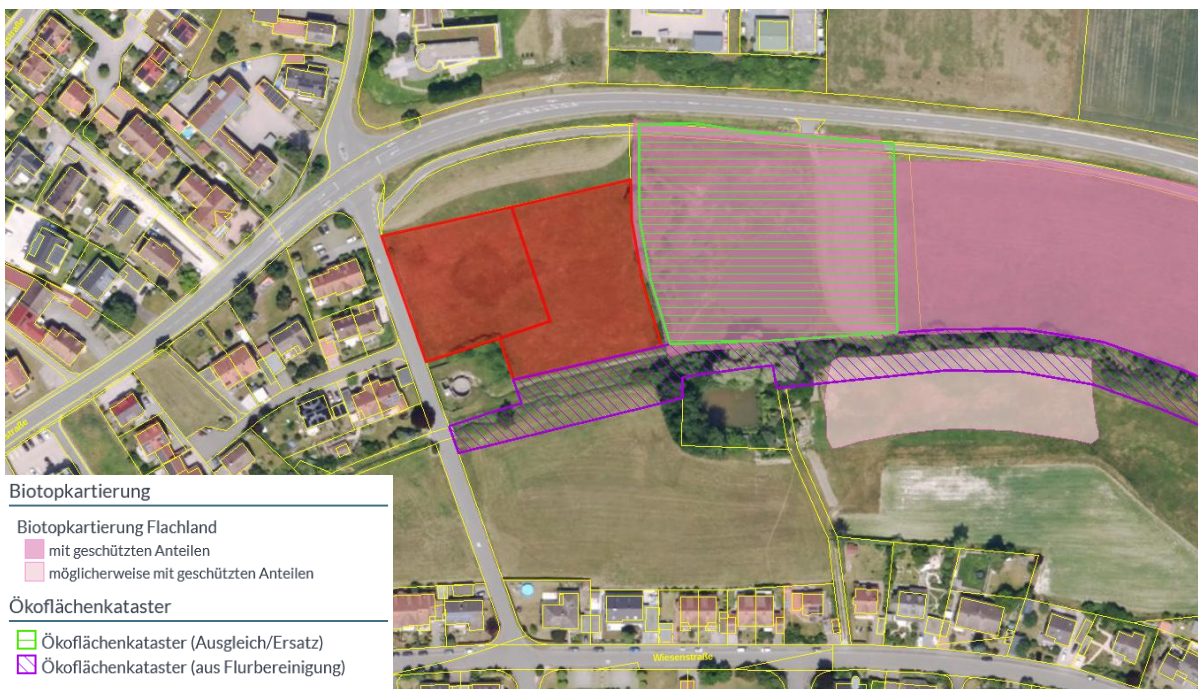 Wiesenstraße
Biotopkartierung
Biotopkartierung Flachland
mit geschützten Anteilen
möglicherweise mit geschützten Anteilen
Ökoflächenkataster
Ökoflächenkataster (Ausgleich/Ersatz)
Ökoflächenkataster (aus Flurbereinigung)